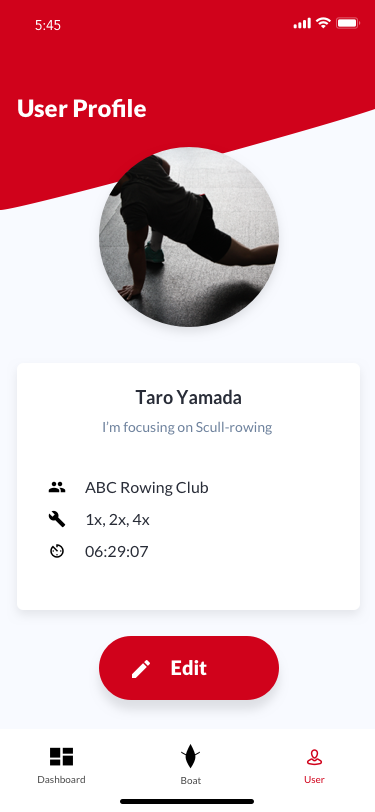 5:45
User Profile
Taro Yamada
I'm focusing on Scull-rowing
ABC Rowing Club
1x, 2x, 4x
06:29:07
Edit
Dashboard
Boat
User